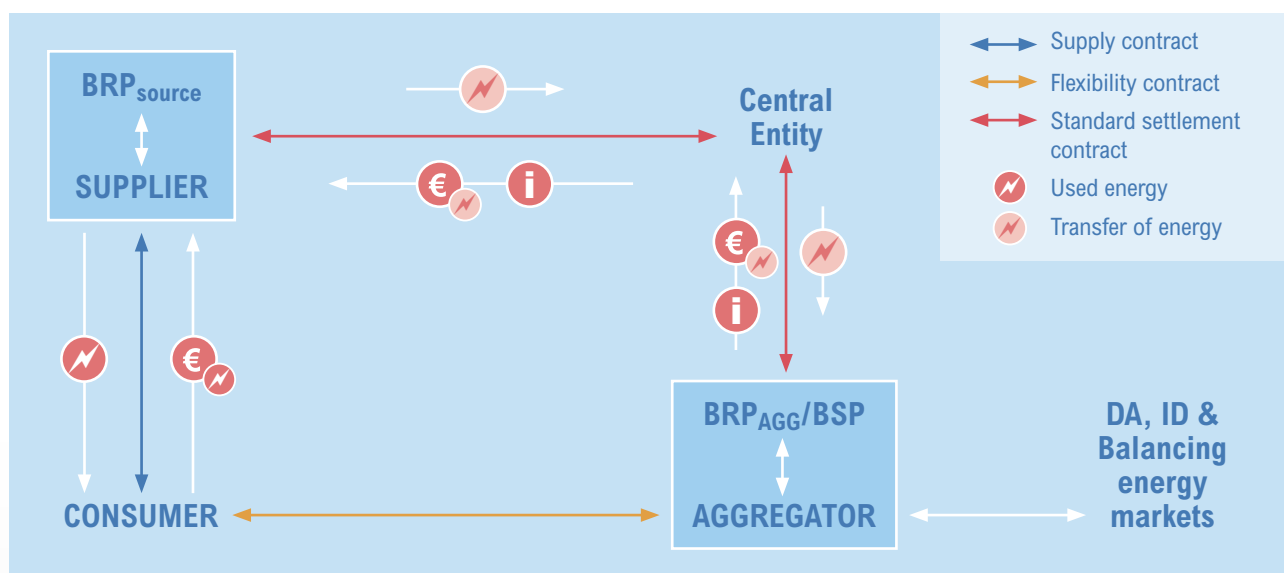 BRPsource
SUPPLIER
Central
Entity
Supply contract
Flexibility contract
Standard settlement
contract
Used energy
Transfer of energy
€
i
€
i
€
CONSUMER
BRPAGG/BSP
AGGREGATOR
DA, ID &
Balancing
energy
markets